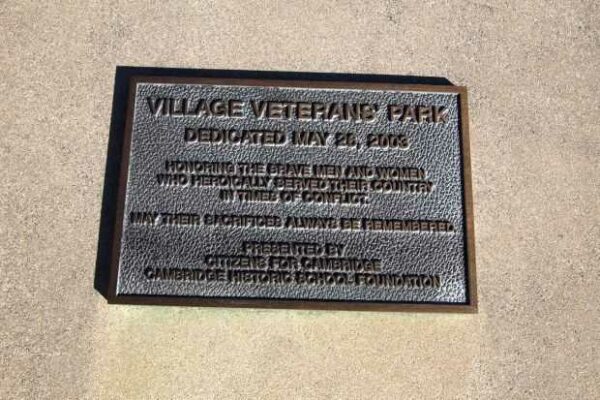 VILLAGE VETERANS' PARK
DEDICATED MAY 26, 2003
HONORING THE BRAVE MEN AND WOMEN
WHO HEROICALLY SERVED THEIR COUNTRY
IN TIMES OF CONFLICT.
MAY THEIR SACRIFICES ALWAYS BE REMEMBERED
PRESENTED BY
CITIZENS FOR CAMBRIDGE
CAMBRIDGE HISTORIC SCHOOL FOUNDATION